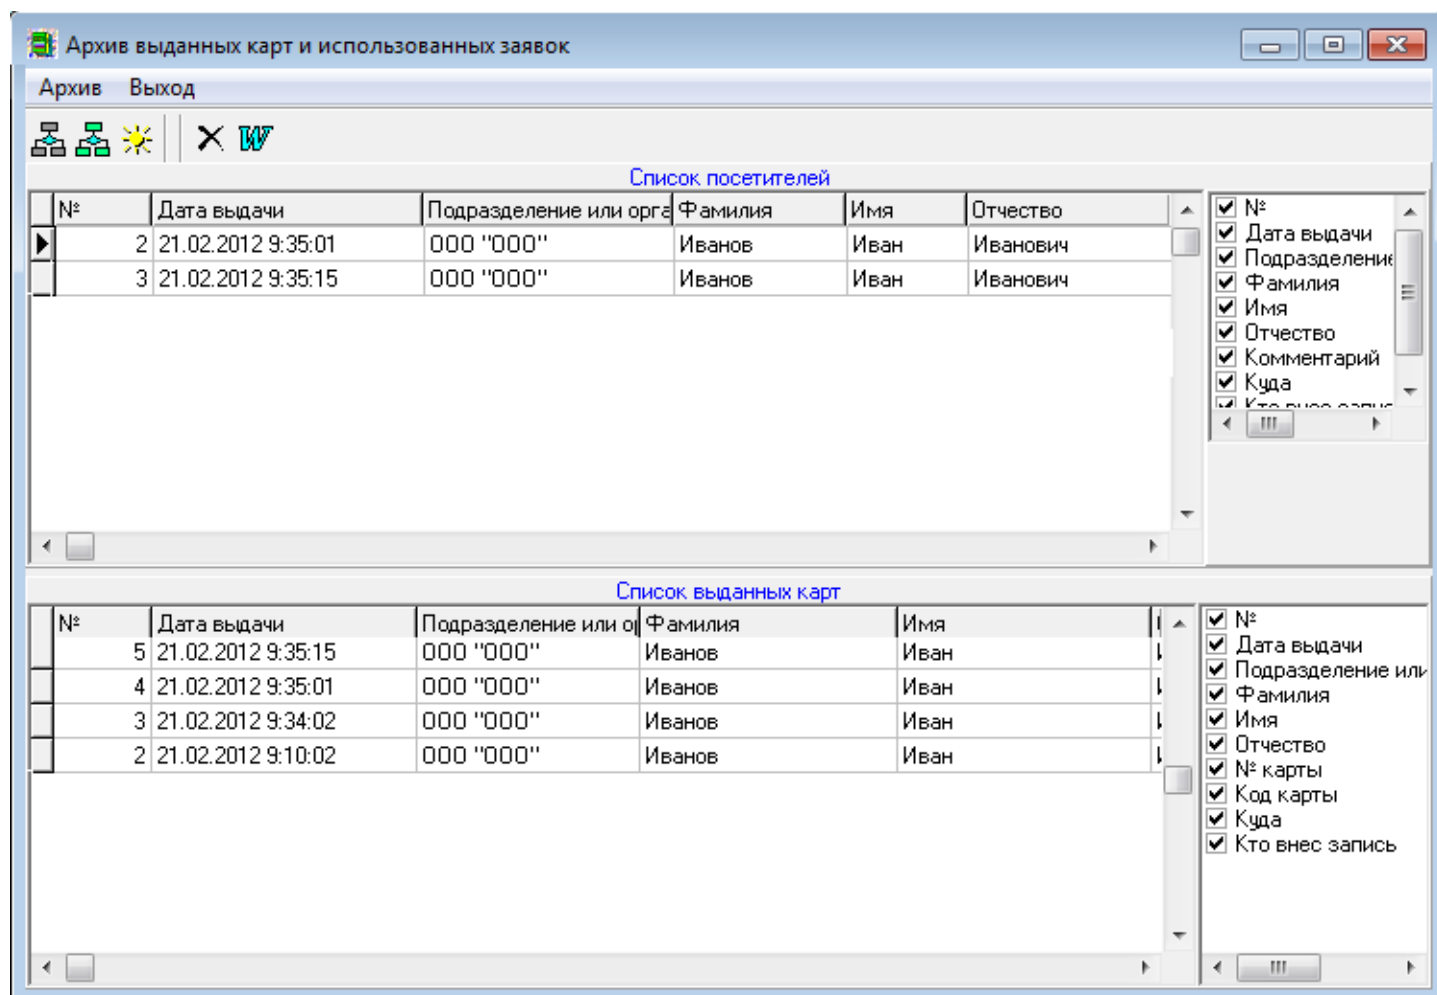 Архив выданных карт и использованных заявок
Архив Выход
Список посетителей
№ Дата выдачи Подразделение или орга Фамилия Имя Отчество
2 21.02.2012 9:35:01 ООО "ООО" Иванов Иван Иванович
3 21.02.2012 9:35:15 ООО "ООО" Иванов Иван Иванович
№
Дата выдачи
Подразделение
Фамилия
Имя
Отчество
Комментарий
Куда
Кто внес запис
Список выданных карт
№ Дата выдачи Подразделение или ор Фамилия Имя
5 21.02.2012 9:35:15 ООО "ООО" Иванов Иван
4 21.02.2012 9:35:01 ООО "ООО" Иванов Иван
3 21.02.2012 9:34:02 ООО "ООО" Иванов Иван
2 21.02.2012 9:10:02 ООО "ООО" Иванов Иван
№
Дата выдачи
Подразделение или
Фамилия
Имя
Отчество
№ карты
Код карты
Куда
Кто внес запись